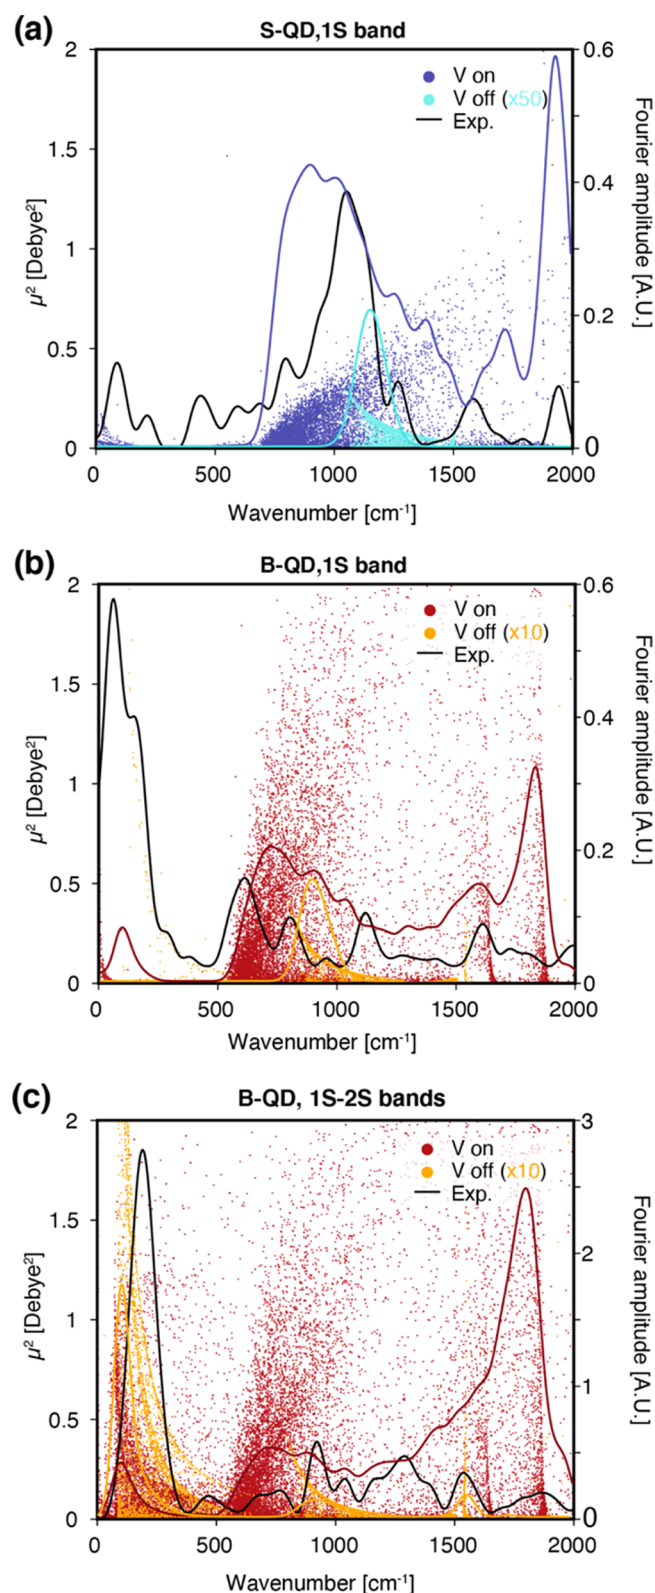 (a)
S-QD,1S band
2
1.5
1
0.5
0
μ² [Debye²]
0.6
0.4
0.2
0
Fourier amplitude [A.U.]
V on
V off (x50)
Exp.
0 500 1000 1500 2000
Wavenumber [cm⁻¹]
(b)
B-QD,1S band
2
1.5
1
0.5
0
μ² [Debye²]
0.6
0.4
0.2
0
Fourier amplitude [A.U.]
V on
V off (x10)
Exp.
0 500 1000 1500 2000
Wavenumber [cm⁻¹]
(c)
B-QD, 1S-2S bands
2
1.5
1
0.5
0
μ² [Debye²]
3
2
1
0
Fourier amplitude [A.U.]
V on
V off (x10)
Exp.
0 500 1000 1500 2000
Wavenumber [cm⁻¹]